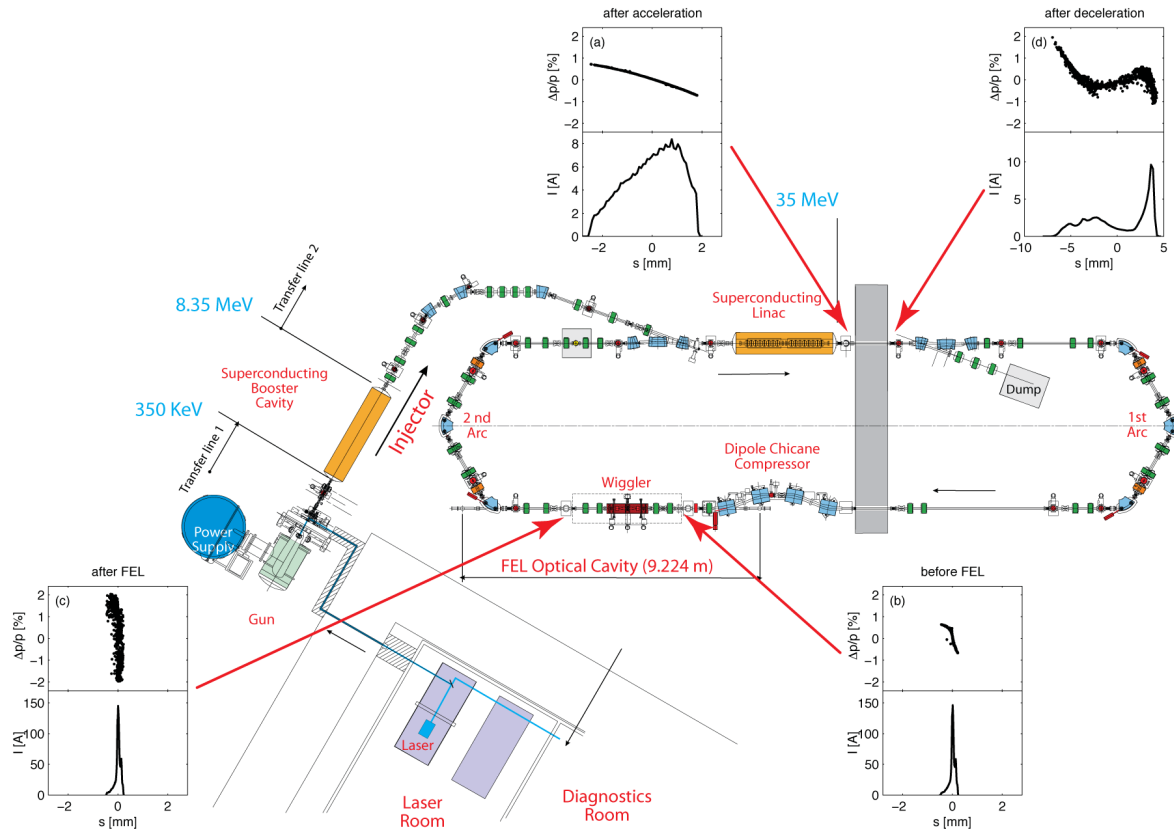 after acceleration
(a)
Δp/p [%]
2
1
0
−1
−2
I [A]
8
6
4
2
0
−2
0
2
s [mm]
after deceleration
(d)
Δp/p [%]
2
1
0
−1
−2
I [A]
10
5
0
−10
−5
0
5
s [mm]
35 MeV
Transfer line 2
8.35 MeV
Superconducting
Booster
Cavity
350 KeV
Transfer line 1
Injector
Superconducting
Linac
Dump
2 nd
Arc
1st
Arc
Dipole Chicane
Compressor
Wiggler
Power
Supply
FEL Optical Cavity (9.224 m)
Gun
after FEL
(c)
Δp/p [%]
2
1
0
−1
−2
I [A]
150
100
50
0
−2
0
2
s [mm]
before FEL
(b)
Δp/p [%]
2
1
0
−1
−2
I [A]
150
100
50
0
−2
0
2
s [mm]
Laser
Laser
Room
Diagnostics
Room